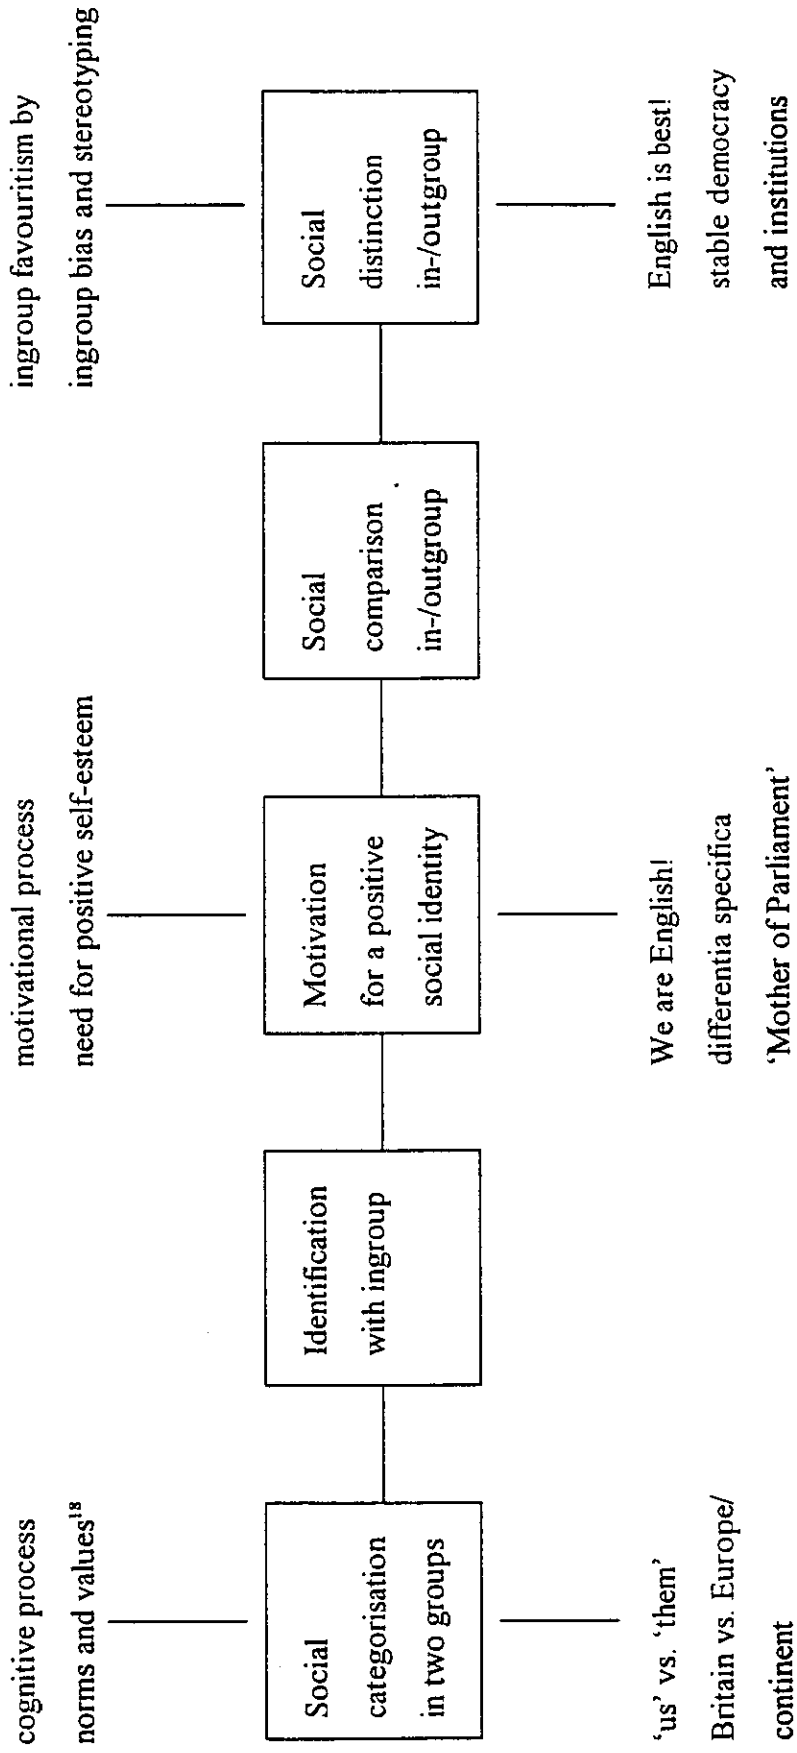 cognitive process
norms and values¹⁸
motivational process
need for positive self-esteem
ingroup favouritism by
ingroup bias and stereotyping
Social
categorisation
in two groups
Identification
with ingroup
Motivation
for a positive
social identity
Social
comparison
in-/outgroup
Social
distinction
in-/outgroup
‘us’ vs. ‘them’
Britain vs. Europe/
continent
We are English!
differentia specifica
‘Mother of Parliament’
English is best!
stable democracy
and institutions